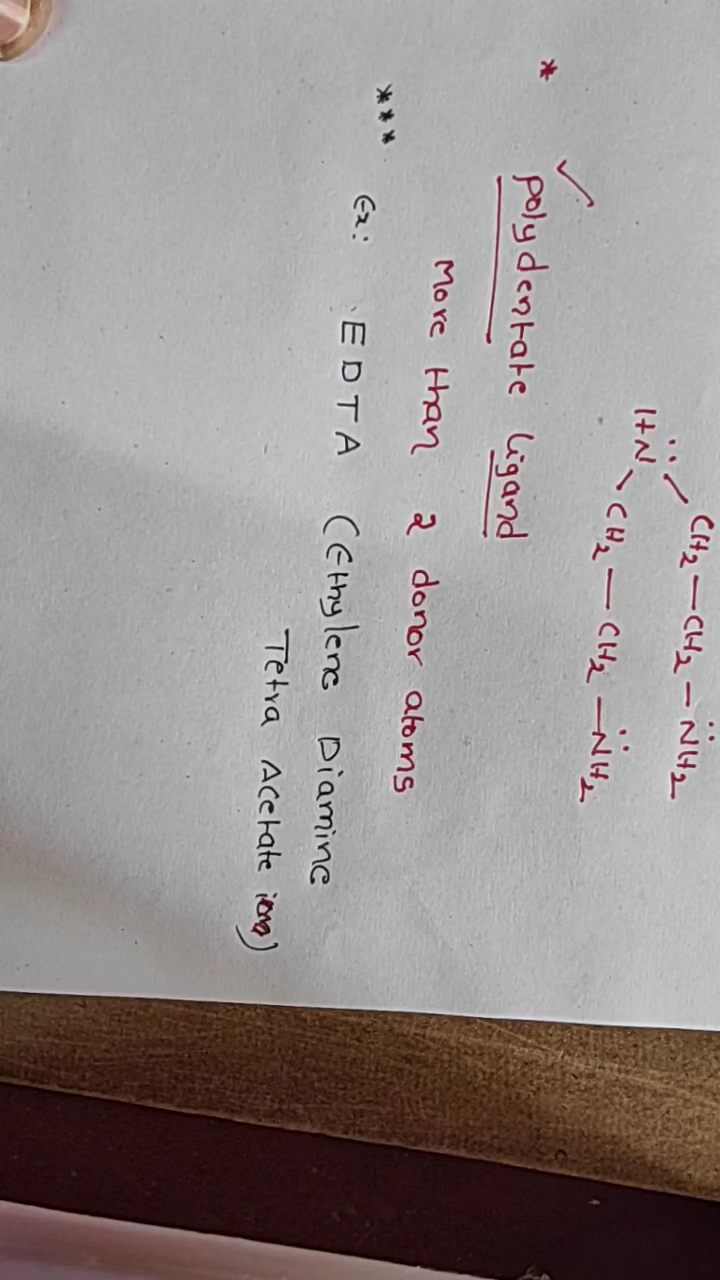 CH₂ — CH₂ — N̈H₂
HN̈
CH₂ — CH₂ — N̈H₂
* ✓ polydentate ligand
More than 2 donor atoms
*** Ex: EDTA (Ethylene Diamine
Tetra Acetate ion)